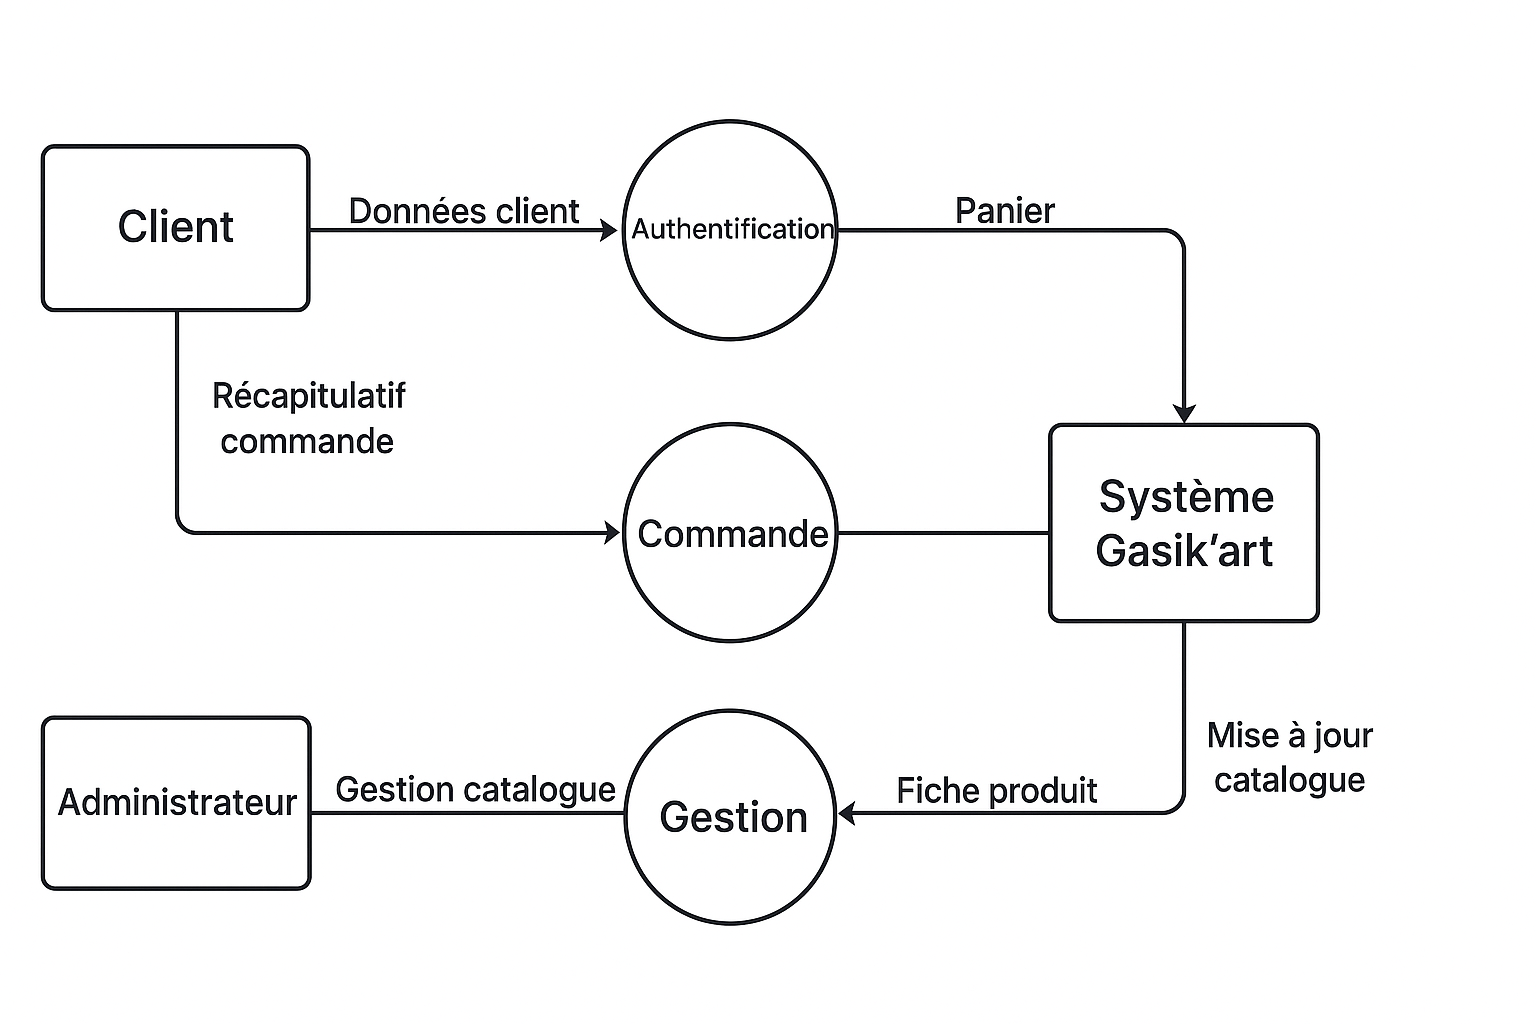 Client
Données client
Authentification
Panier
Récapitulatif
commande
Commande
Système
Gasik’art
Administrateur
Gestion catalogue
Gestion
Fiche produit
Mise à jour
catalogue